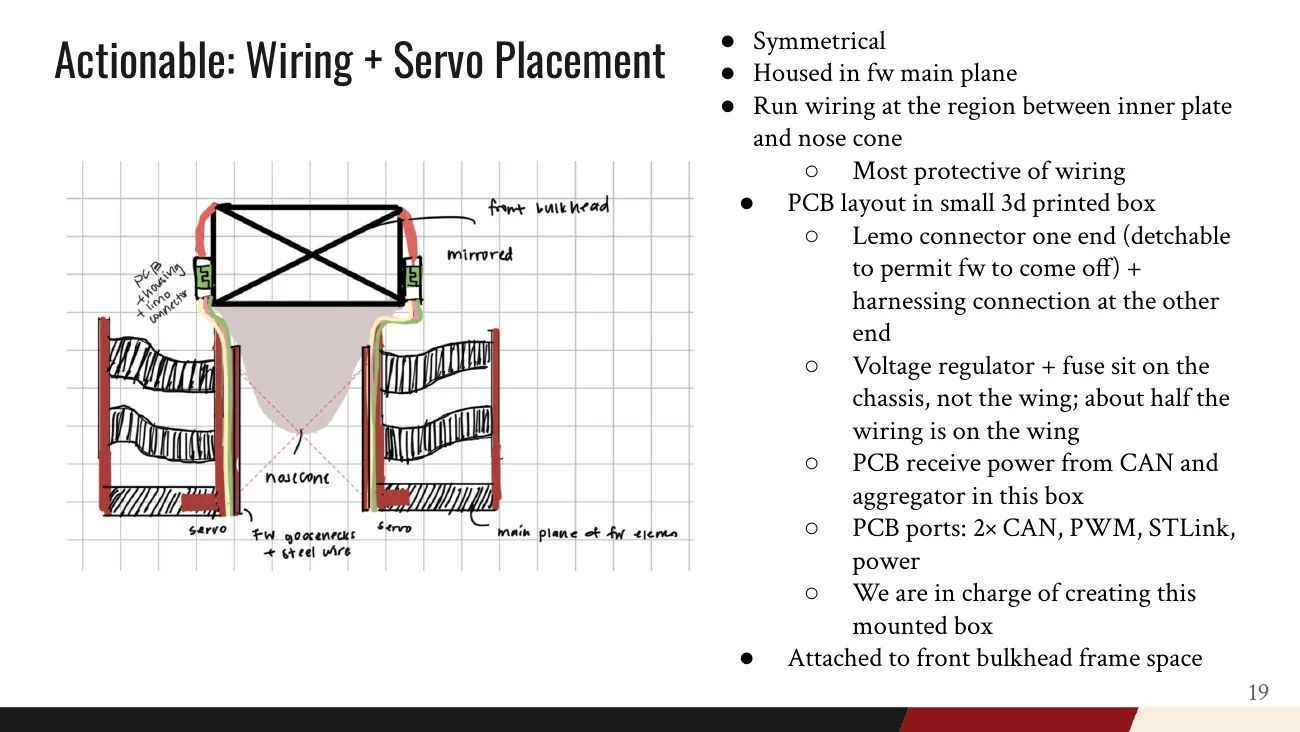 Actionable: Wiring + Servo Placement
● Symmetrical
● Housed in fw main plane
● Run wiring at the region between inner plate
and nose cone
○ Most protective of wiring
● PCB layout in small 3d printed box
○ Lemo connector one end (detchable
to permit fw to come off) +
harnessing connection at the other
end
○ Voltage regulator + fuse sit on the
chassis, not the wing; about half the
wiring is on the wing
○ PCB receive power from CAN and
aggregator in this box
○ PCB ports: 2× CAN, PWM, STLink,
power
○ We are in charge of creating this
mounted box
● Attached to front bulkhead frame space
front bulkhead
mirrored
PCB
+housing
+ limo
connector
nosecone
servo
FW goosenecks
+ steel wire
servo
main plane of fw elemen
19